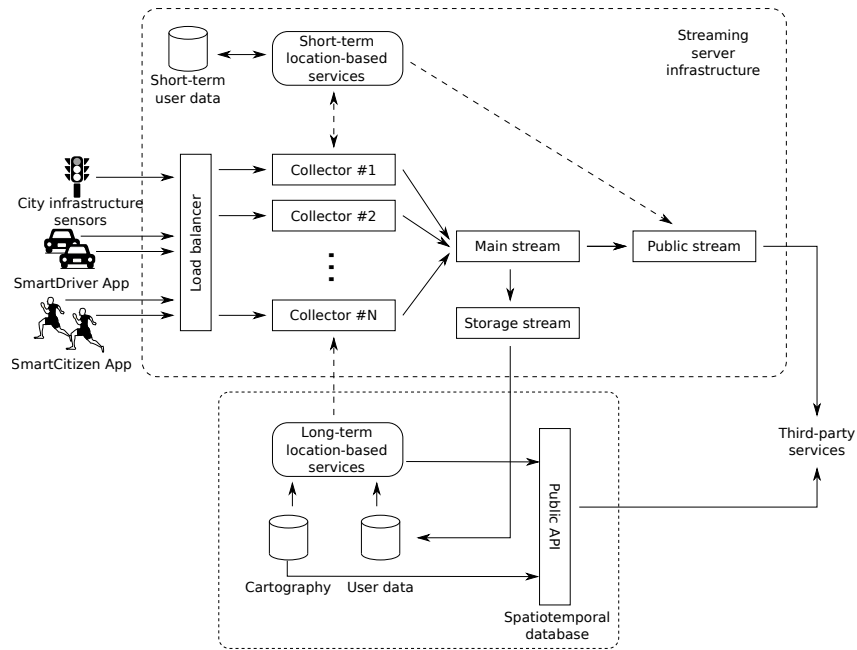 Short-term
location-based
services
Streaming
server
infrastructure
Short-term
user data
City infrastructure
sensors
SmartDriver App
SmartCitizen App
Load balancer
Collector #1
Collector #2
Collector #N
Main stream
Public stream
Storage stream
Long-term
location-based
services
Cartography
User data
Public API
Spatiotemporal
database
Third-party
services